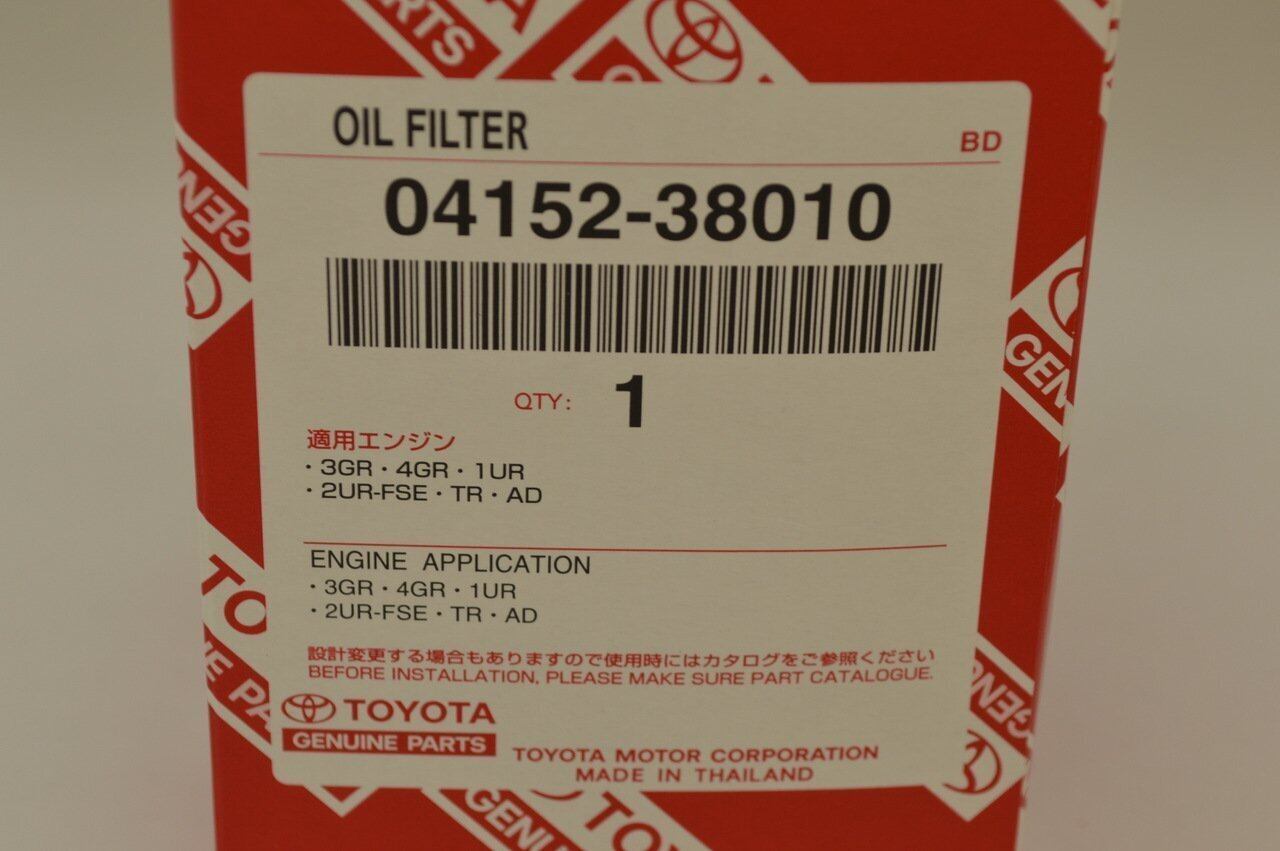 PARTS
OIL FILTER
BD
04152-38010
QTY: 1
適用エンジン
・3GR・4GR・1UR
・2UR-FSE・TR・AD
ENGINE APPLICATION
・3GR・4GR・1UR
・2UR-FSE・TR・AD
設計変更する場合もありますので使用時にはカタログをご参照ください
BEFORE INSTALLATION, PLEASE MAKE SURE PART CATALOGUE.
TOYOTA
GENUINE PARTS
TOYOTA MOTOR CORPORATION
MADE IN THAILAND